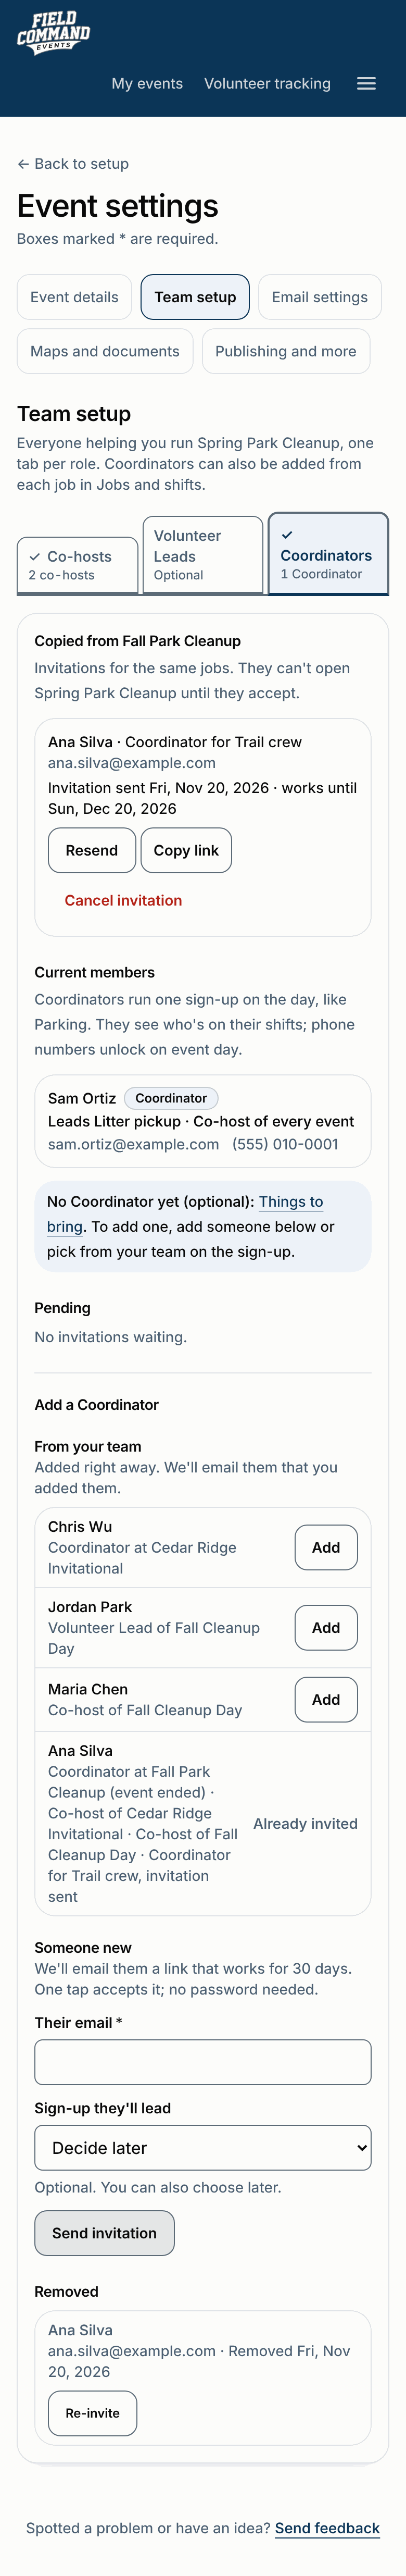 FIELD
COMMAND
EVENTS
My events Volunteer tracking
← Back to setup
Event settings
Boxes marked * are required.
Event details Team setup Email settings
Maps and documents Publishing and more
Team setup
Everyone helping you run Spring Park Cleanup, one
tab per role. Coordinators can also be added from
each job in Jobs and shifts.
✓ Co-hosts
2 co-hosts
Volunteer
Leads
Optional
✓
Coordinators
1 Coordinator
Copied from Fall Park Cleanup
Invitations for the same jobs. They can't open
Spring Park Cleanup until they accept.
Ana Silva · Coordinator for Trail crew
ana.silva@example.com
Invitation sent Fri, Nov 20, 2026 · works until
Sun, Dec 20, 2026
Resend Copy link
Cancel invitation
Current members
Coordinators run one sign-up on the day, like
Parking. They see who's on their shifts; phone
numbers unlock on event day.
Sam Ortiz Coordinator
Leads Litter pickup · Co-host of every event
sam.ortiz@example.com (555) 010-0001
No Coordinator yet (optional): Things to
bring. To add one, add someone below or
pick from your team on the sign-up.
Pending
No invitations waiting.
Add a Coordinator
From your team
Added right away. We'll email them that you
added them.
Chris Wu
Coordinator at Cedar Ridge
Invitational
Add
Jordan Park
Volunteer Lead of Fall Cleanup
Day
Add
Maria Chen
Co-host of Fall Cleanup Day
Add
Ana Silva
Coordinator at Fall Park
Cleanup (event ended) ·
Co-host of Cedar Ridge
Invitational · Co-host of Fall
Cleanup Day · Coordinator
for Trail crew, invitation
sent
Already invited
Someone new
We'll email them a link that works for 30 days.
One tap accepts it; no password needed.
Their email *
Sign-up they'll lead
Decide later
Optional. You can also choose later.
Send invitation
Removed
Ana Silva
ana.silva@example.com · Removed Fri, Nov
20, 2026
Re-invite
Spotted a problem or have an idea? Send feedback